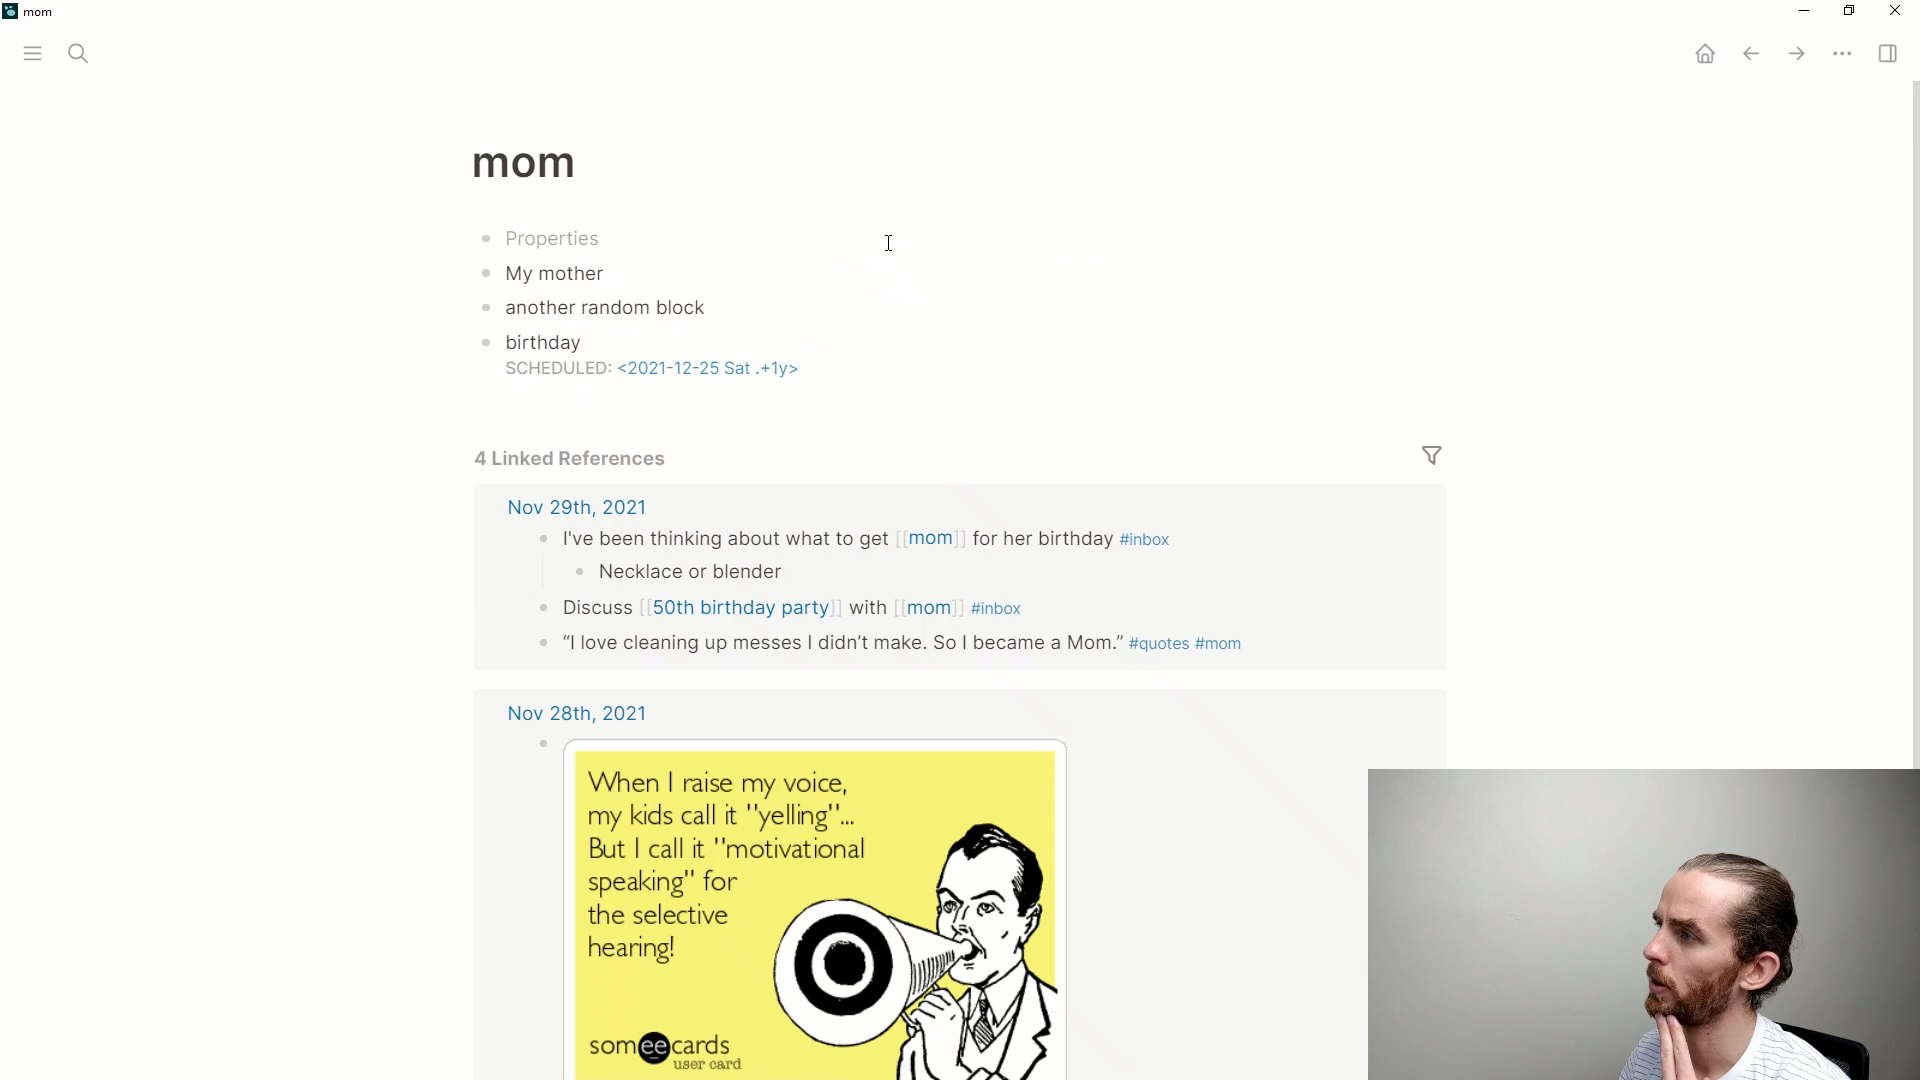 mom
mom
Properties
My mother
another random block
birthday
SCHEDULED: <2021-12-25 Sat .+1y>
4 Linked References
Nov 29th, 2021
I've been thinking about what to get [[mom]] for her birthday #inbox
Necklace or blender
Discuss [[50th birthday party]] with [[mom]] #inbox
“I love cleaning up messes I didn’t make. So I became a Mom.” #quotes #mom
Nov 28th, 2021
When I raise my voice,
my kids call it "yelling"...
But I call it "motivational
speaking" for
the selective
hearing!
someecards
user card